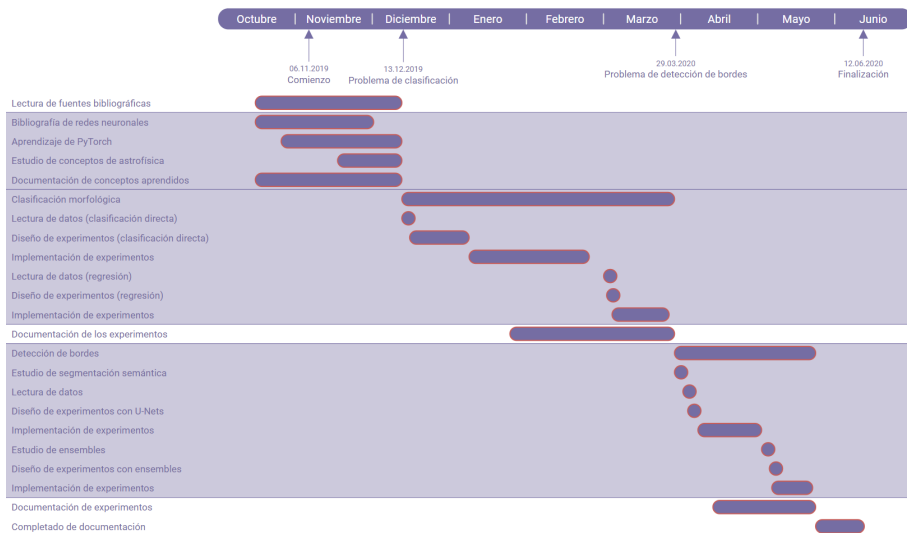 Octubre | Noviembre | Diciembre | Enero | Febrero | Marzo | Abril | Mayo | Junio
06.11.2019
Comienzo
13.12.2019
Problema de clasificación
29.03.2020
Problema de detección de bordes
12.06.2020
Finalización
Lectura de fuentes bibliográficas
Bibliografía de redes neuronales
Aprendizaje de PyTorch
Estudio de conceptos de astrofísica
Documentación de conceptos aprendidos
Clasificación morfológica
Lectura de datos (clasificación directa)
Diseño de experimentos (clasificación directa)
Implementación de experimentos
Lectura de datos (regresión)
Diseño de experimentos (regresión)
Implementación de experimentos
Documentación de los experimentos
Detección de bordes
Estudio de segmentación semántica
Lectura de datos
Diseño de experimentos con U-Nets
Implementación de experimentos
Estudio de ensembles
Diseño de experimentos con ensembles
Implementación de experimentos
Documentación de experimentos
Completado de documentación